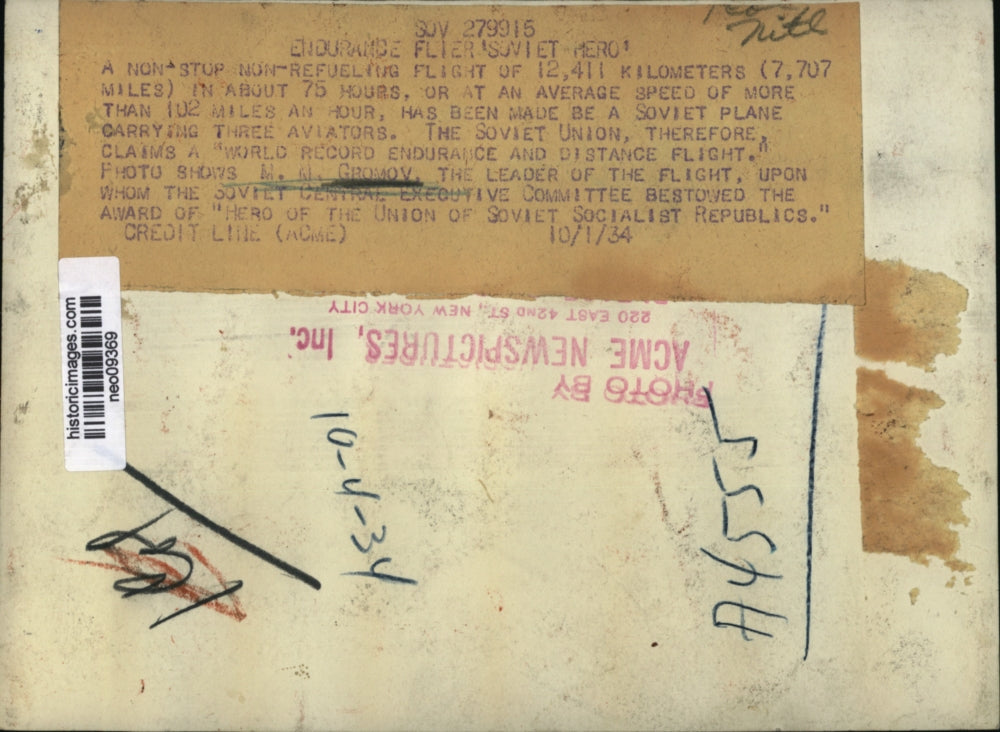 SOV 279915
ENDURANCE FLIER 'SOVIET HERO'
A NON-STOP NON-REFUELING FLIGHT OF 12,411 KILOMETERS (7,707
MILES) IN ABOUT 75 HOURS, OR AT AN AVERAGE SPEED OF MORE
THAN 102 MILES AN HOUR, HAS BEEN MADE BE A SOVIET PLANE
CARRYING THREE AVIATORS. THE SOVIET UNION, THEREFORE,
CLAIMS A "WORLD RECORD ENDURANCE AND DISTANCE FLIGHT."
PHOTO SHOWS M. M. GROMOV, THE LEADER OF THE FLIGHT, UPON
WHOM THE SOVIET CENTRAL EXECUTIVE COMMITTEE BESTOWED THE
AWARD OF "HERO OF THE UNION OF SOVIET SOCIALIST REPUBLICS."
CREDIT LINE (ACME) 10/1/34
historicimages.com
neo09369
PHOTO BY
ACME NEWSPICTURES, Inc.
220 EAST 42ND ST., NEW YORK CITY
10-4-34
A4555